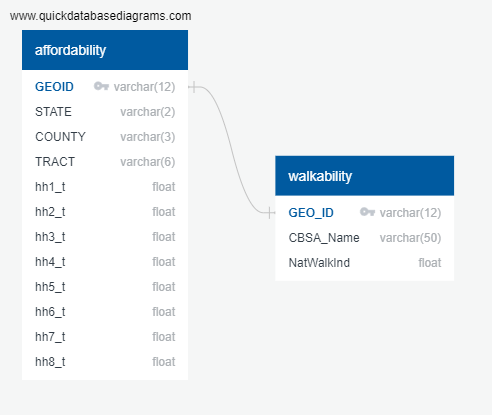 www.quickdatabasediagrams.com
affordability
GEOID varchar(12)
STATE varchar(2)
COUNTY varchar(3)
TRACT varchar(6)
hh1_t float
hh2_t float
hh3_t float
hh4_t float
hh5_t float
hh6_t float
hh7_t float
hh8_t float
walkability
GEO_ID varchar(12)
CBSA_Name varchar(50)
NatWalkInd float